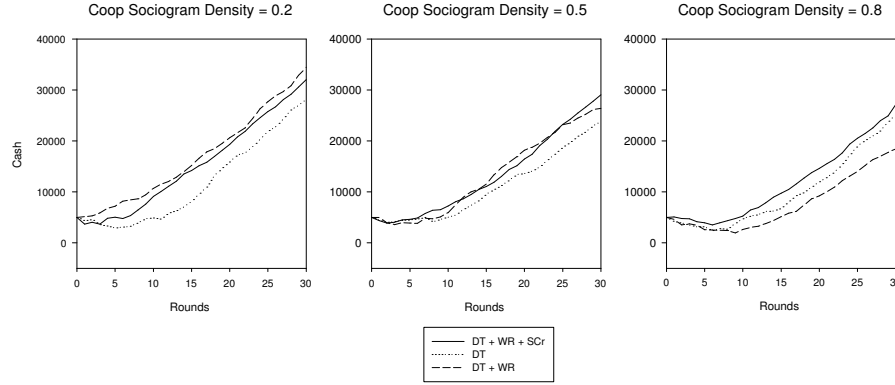 Coop Sociogram Density = 0.2
Coop Sociogram Density = 0.5
Coop Sociogram Density = 0.8
40000
30000
20000
10000
0
Cash
0 5 10 15 20 25 30
Rounds
40000
30000
20000
10000
0
0 5 10 15 20 25 30
Rounds
40000
30000
20000
10000
0
0 5 10 15 20 25 30
Rounds
DT + WR + SCr
DT
DT + WR